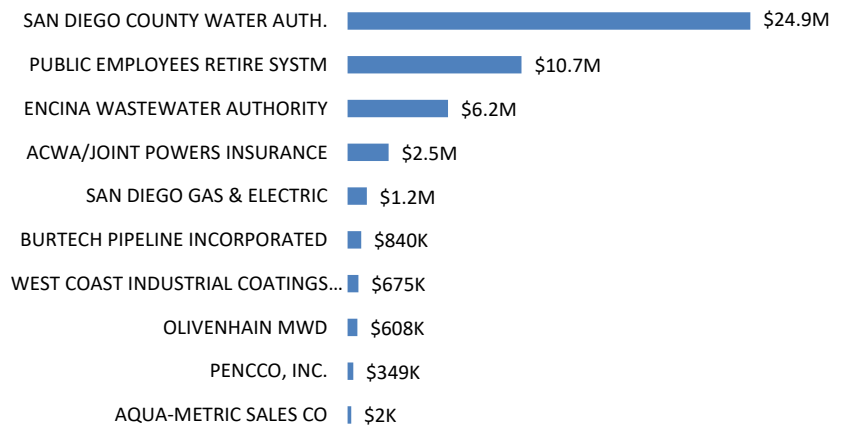 SAN DIEGO COUNTY WATER AUTH. $24.9M
PUBLIC EMPLOYEES RETIRE SYSTM $10.7M
ENCINA WASTEWATER AUTHORITY $6.2M
ACWA/JOINT POWERS INSURANCE $2.5M
SAN DIEGO GAS & ELECTRIC $1.2M
BURTECH PIPELINE INCORPORATED $840K
WEST COAST INDUSTRIAL COATINGS… $675K
OLIVENHAIN MWD $608K
PENCCO, INC. $349K
AQUA-METRIC SALES CO $2K